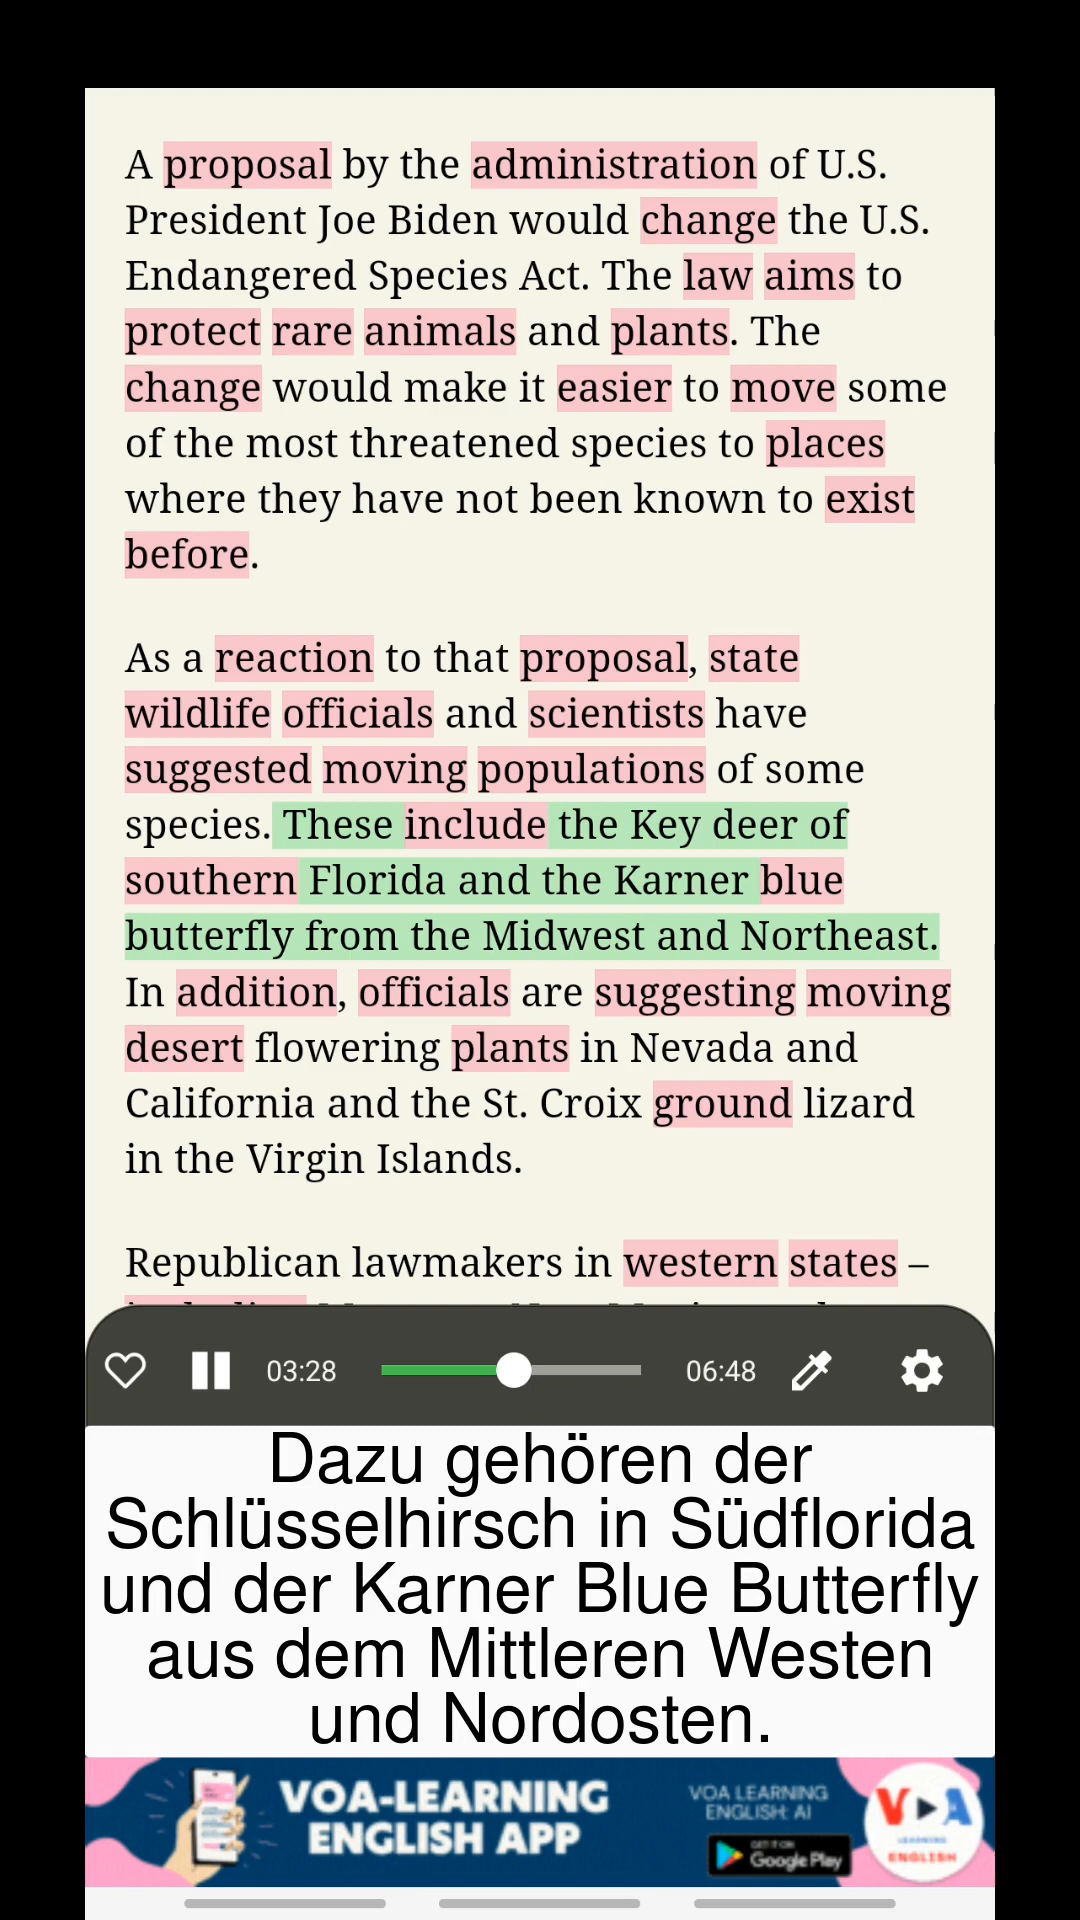 A proposal by the administration of U.S.
President Joe Biden would change the U.S.
Endangered Species Act. The law aims to
protect rare animals and plants. The
change would make it easier to move some
of the most threatened species to places
where they have not been known to exist
before.
As a reaction to that proposal, state
wildlife officials and scientists have
suggested moving populations of some
species. These include the Key deer of
southern Florida and the Karner blue
butterfly from the Midwest and Northeast.
In addition, officials are suggesting moving
desert flowering plants in Nevada and
California and the St. Croix ground lizard
in the Virgin Islands.
Republican lawmakers in western states –
03:28
06:48
Dazu gehören der
Schlüsselhirsch in Südflorida
und der Karner Blue Butterfly
aus dem Mittleren Westen
und Nordosten.
VOA-LEARNING
ENGLISH APP
VOA LEARNING
ENGLISH: AI
GET IT ON
Google Play
VOA
LEARNING
ENGLISH